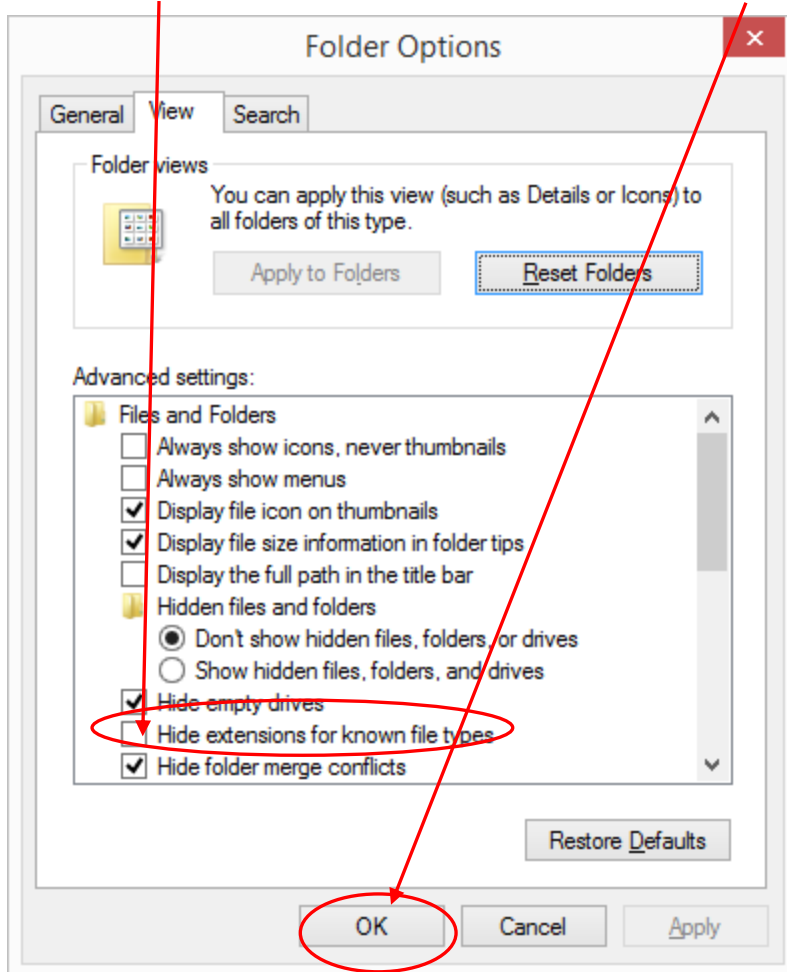 Folder Options
General View Search
Folder views
You can apply this view (such as Details or Icons) to
all folders of this type.
Apply to Folders Reset Folders
Advanced settings:
Files and Folders
Always show icons, never thumbnails
Always show menus
Display file icon on thumbnails
Display file size information in folder tips
Display the full path in the title bar
Hidden files and folders
Don't show hidden files, folders, or drives
Show hidden files, folders, and drives
Hide empty drives
Hide extensions for known file types
Hide folder merge conflicts
Restore Defaults
OK Cancel Apply